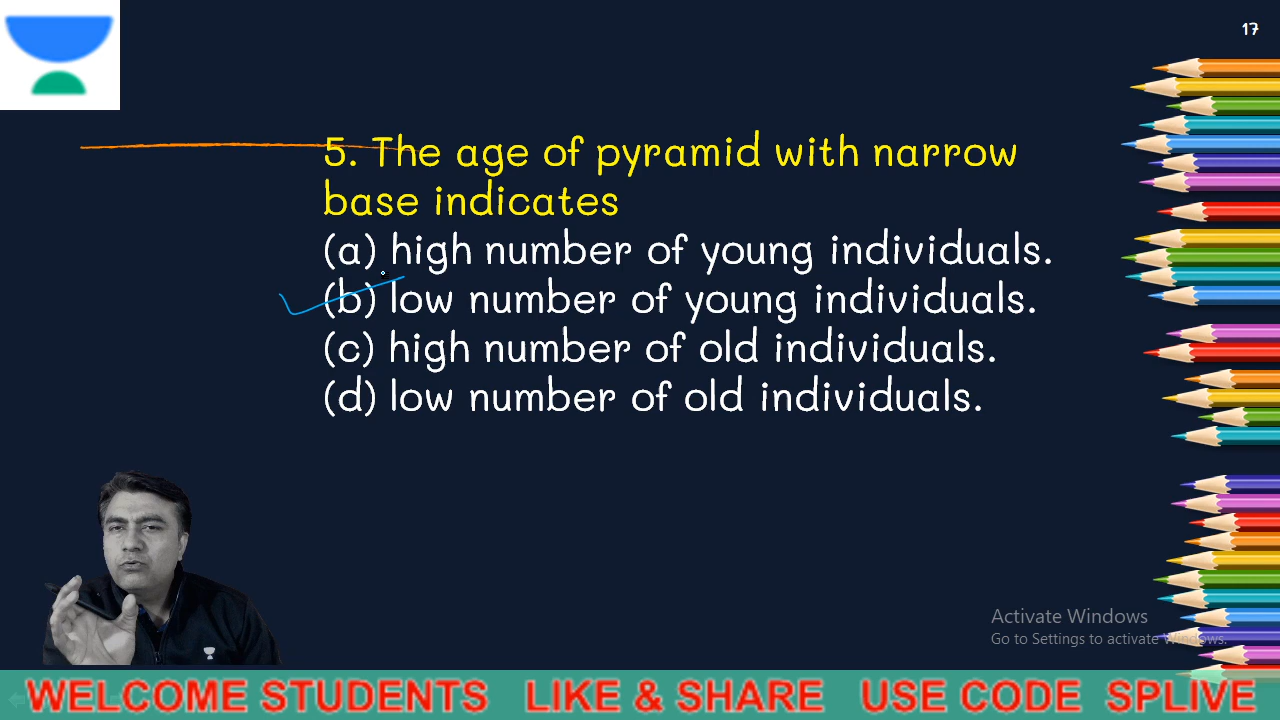 17
5. The age of pyramid with narrow
base indicates
(a) high number of young individuals.
(b) low number of young individuals.
(c) high number of old individuals.
(d) low number of old individuals.
Activate Windows
Go to Settings to activate Windows.
WELCOME STUDENTS LIKE & SHARE USE CODE SPLIVE